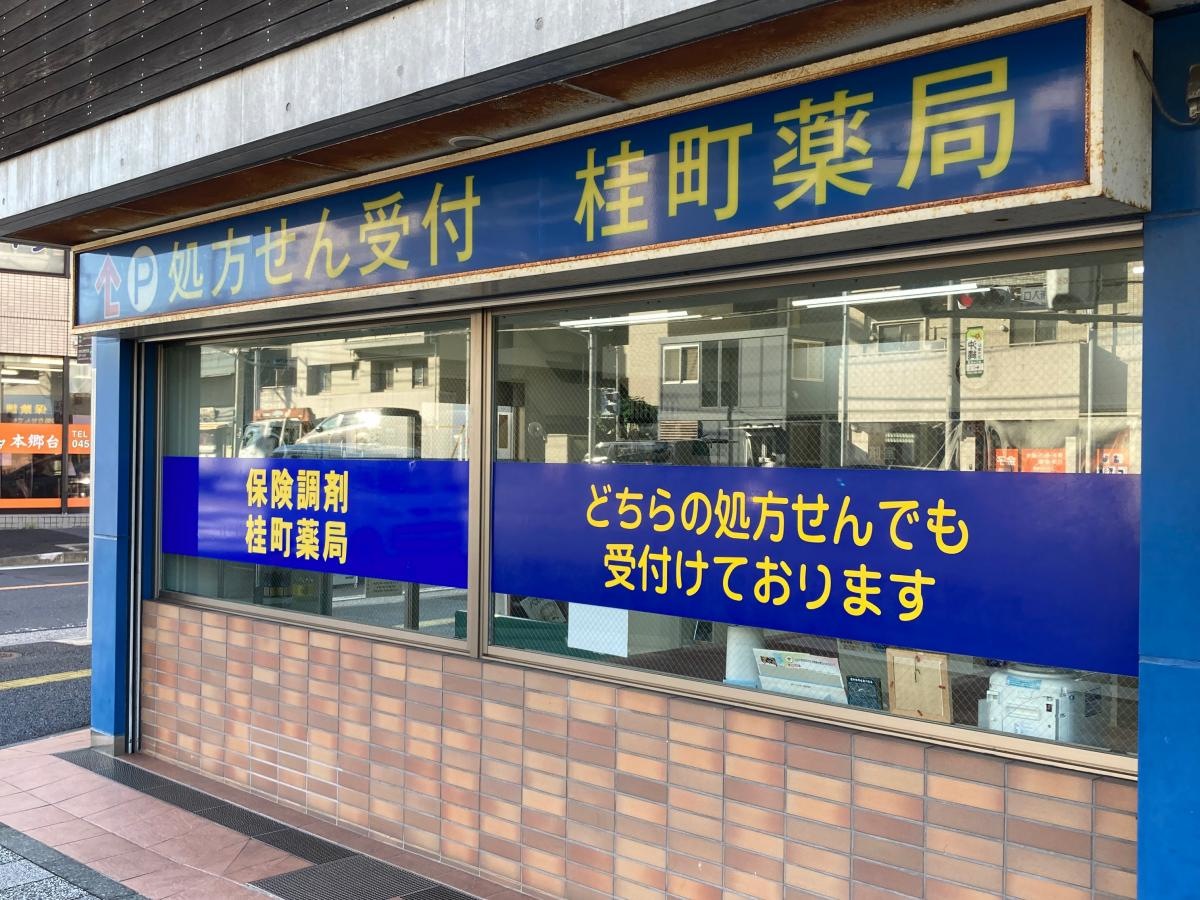 P 処方せん受付 桂町薬局
保険調剤
桂町薬局
どちらの処方せんでも
受付けております
本郷台
TEL
045